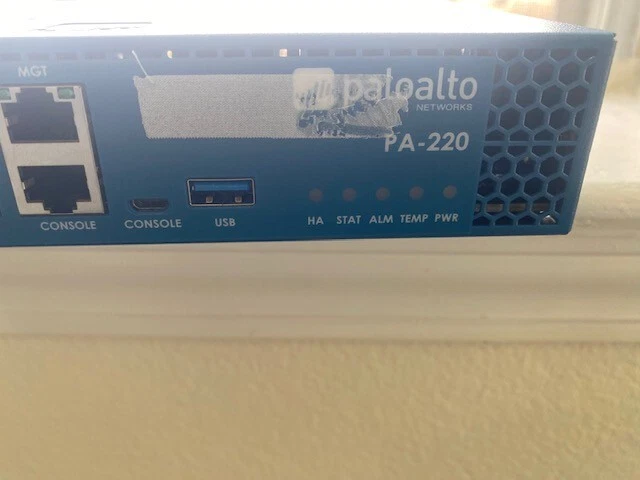 MGT
paloalto
NETWORKS
PA-220
CONSOLE
CONSOLE
USB
HA STAT ALM TEMP PWR